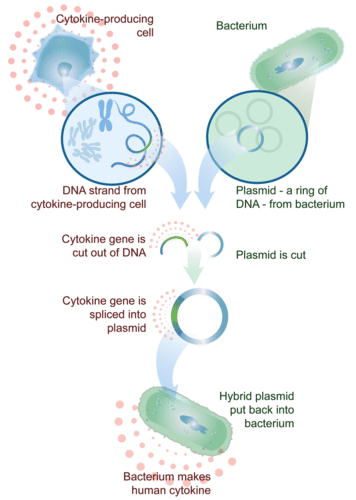 Cytokine-producing
cell
Bacterium
DNA strand from
cytokine-producing cell
Plasmid - a ring of
DNA - from bacterium
Cytokine gene is
cut out of DNA
Plasmid is cut
Cytokine gene is
spliced into
plasmid
Hybrid plasmid
put back into
bacterium
Bacterium makes
human cytokine